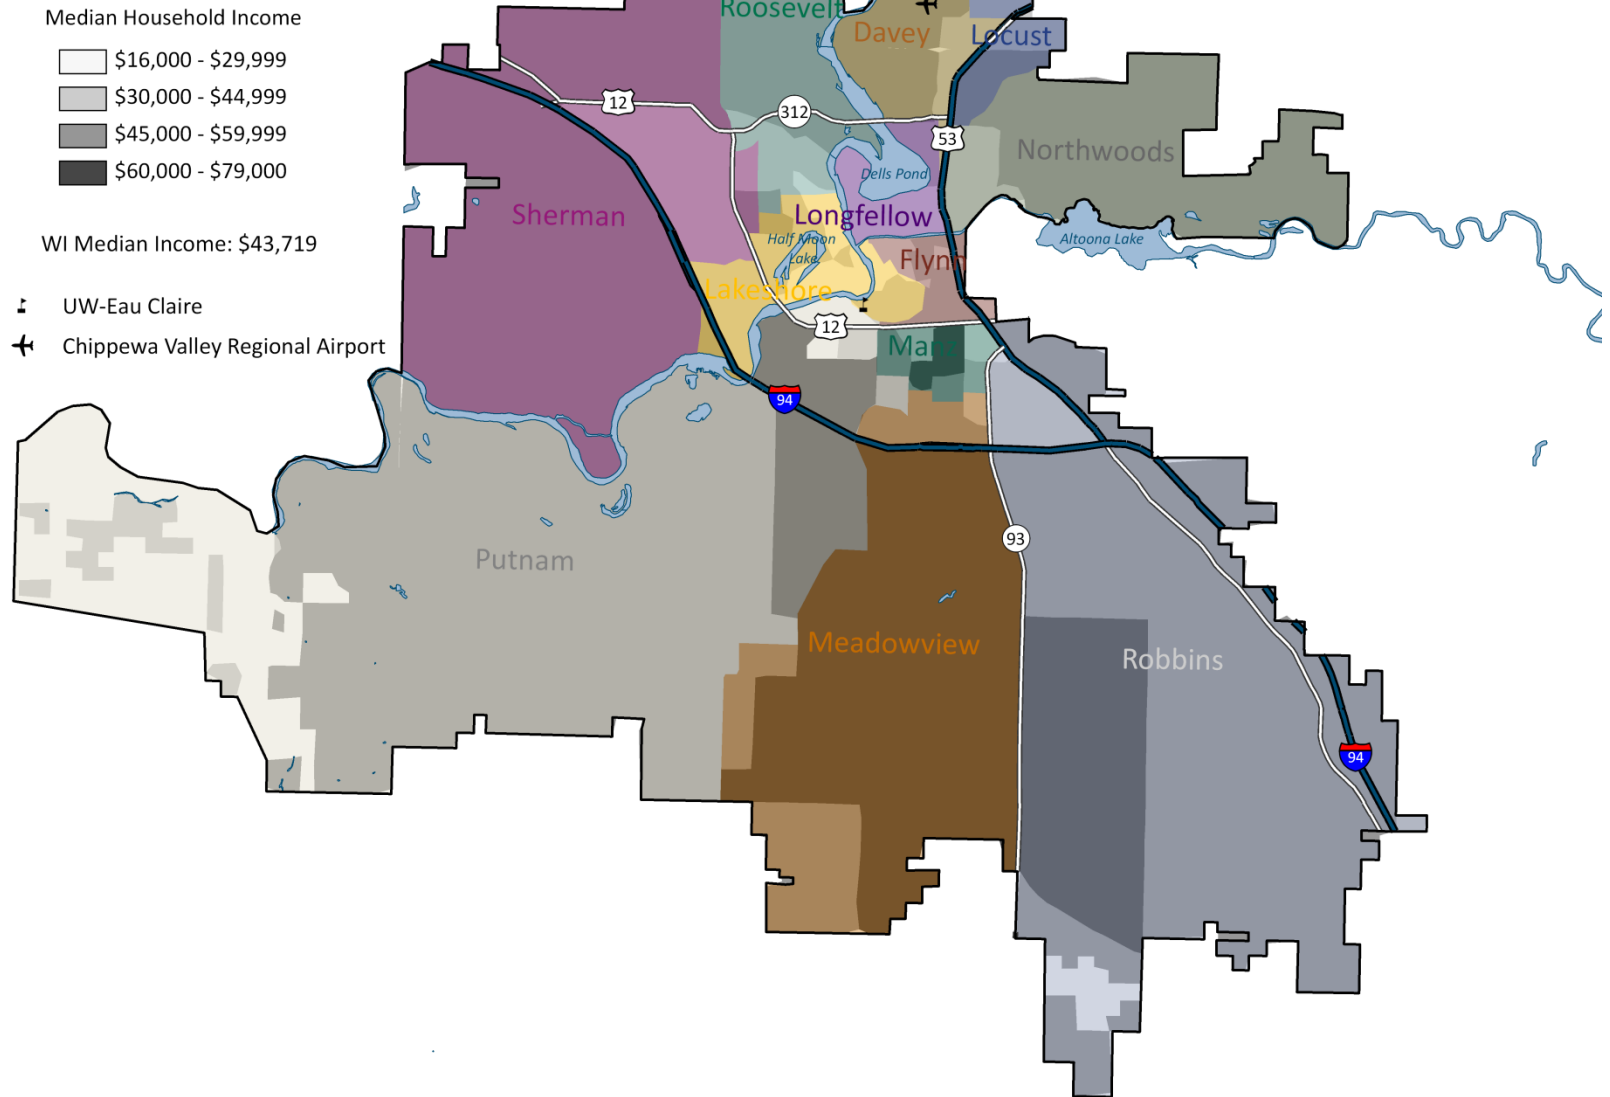 Median Household Income
$16,000 - $29,999
$30,000 - $44,999
$45,000 - $59,999
$60,000 - $79,000
WI Median Income: $43,719
UW-Eau Claire
Chippewa Valley Regional Airport
Roosevelt
Davey
Locust
12
312
53
Northwoods
Dells Pond
Sherman
Longfellow
Half Moon
Lake
Altoona Lake
Flynn
Lakeshore
12
Manz
94
93
Putnam
Meadowview
Robbins
94